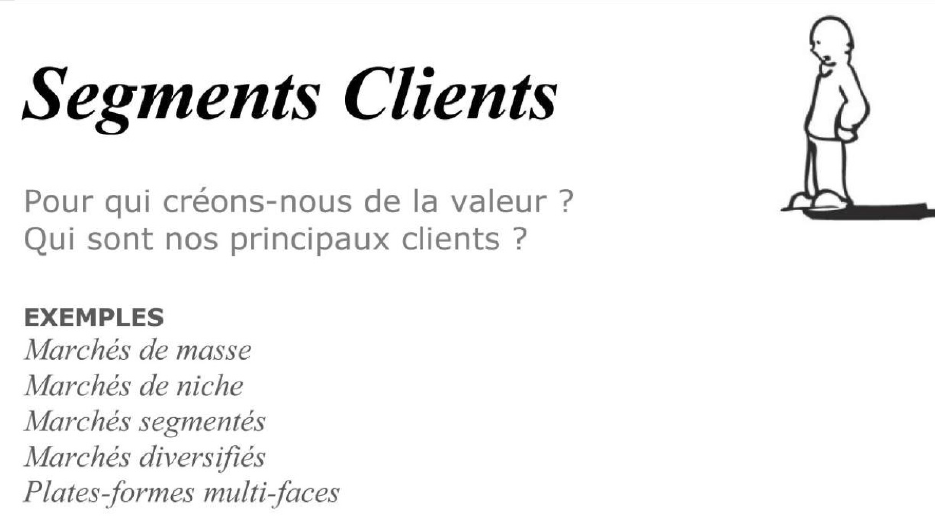 Segments Clients
Pour qui créons-nous de la valeur ?
Qui sont nos principaux clients ?
EXEMPLES
Marchés de masse
Marchés de niche
Marchés segmentés
Marchés diversifiés
Plates-formes multi-faces